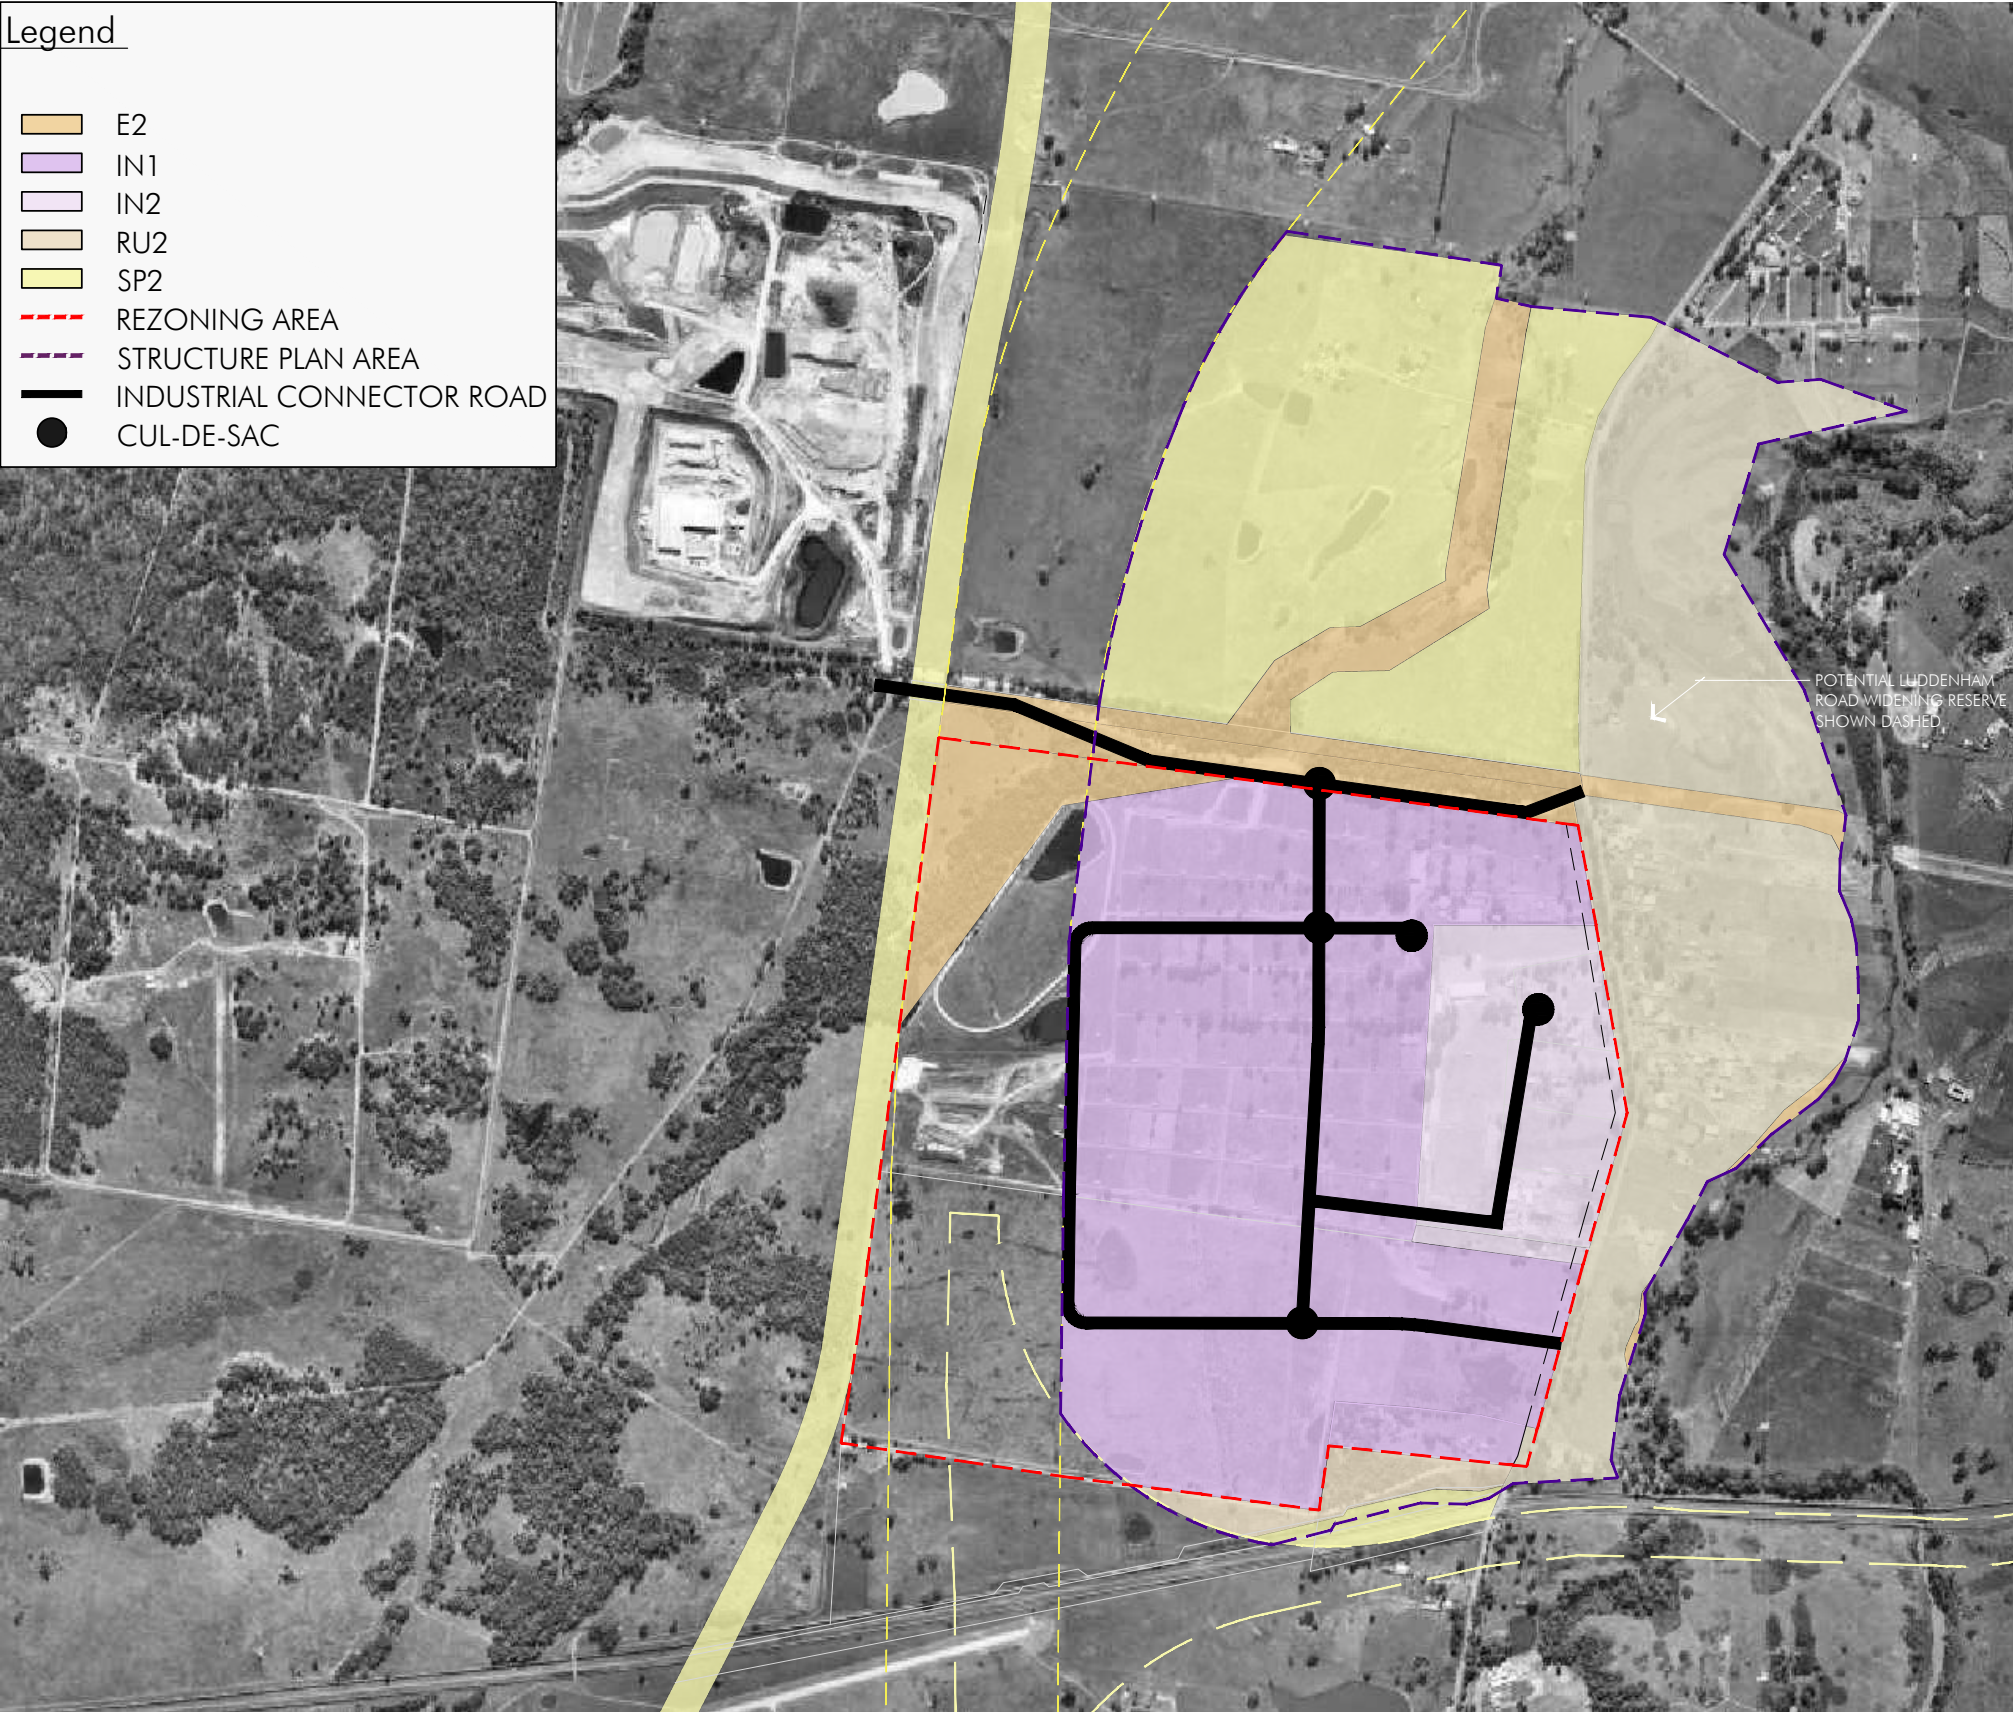 Legend
E2
IN1
IN2
RU2
SP2
REZONING AREA
STRUCTURE PLAN AREA
INDUSTRIAL CONNECTOR ROAD
CUL-DE-SAC
POTENTIAL LUDDENHAM
ROAD WIDENING RESERVE
SHOWN DASHED